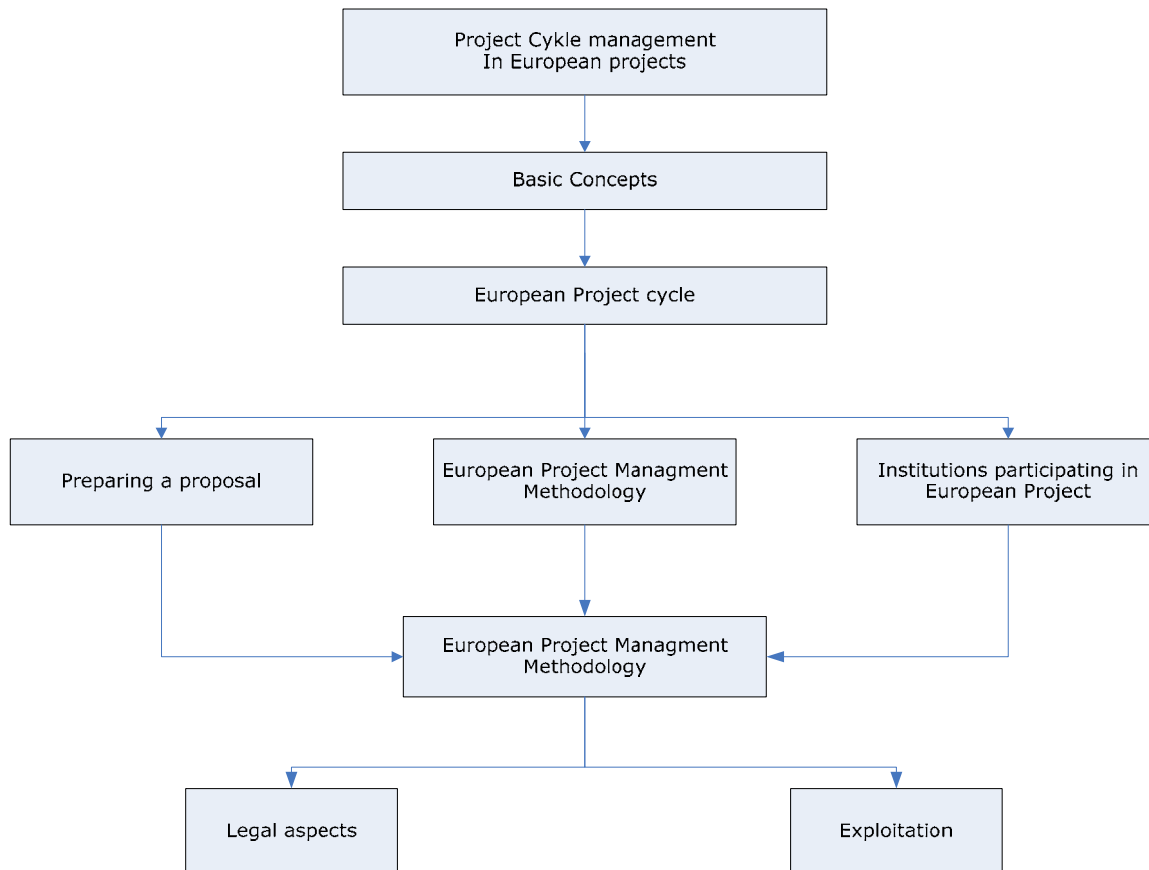 Project Cykle management
In European projects
Basic Concepts
European Project cycle
Preparing a proposal
European Project Managment
Methodology
Institutions participating in
European Project
European Project Managment
Methodology
Legal aspects
Exploitation